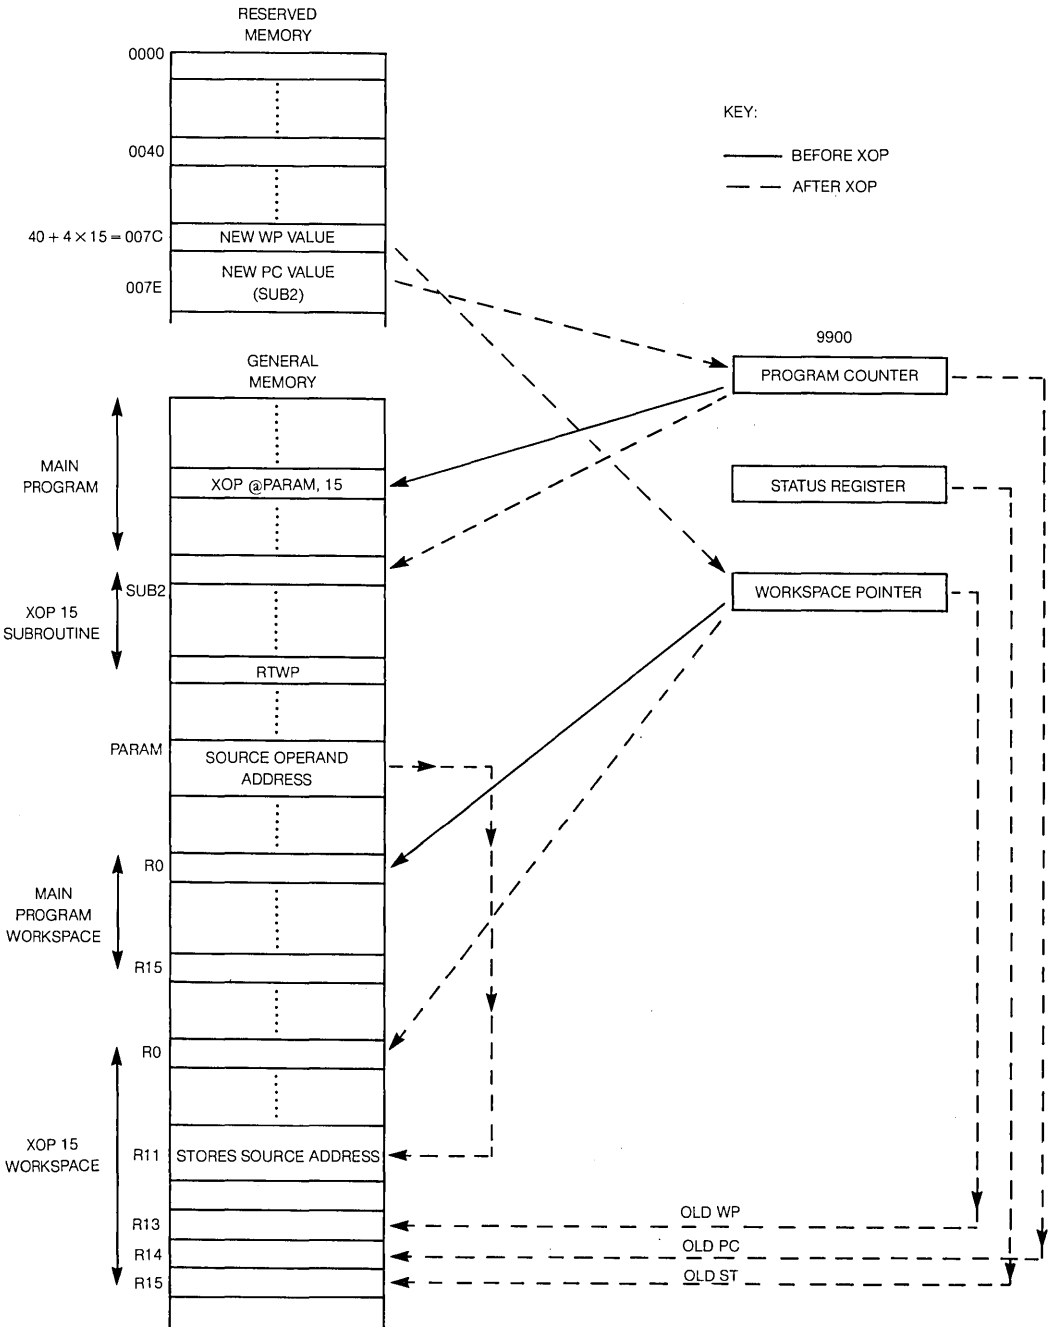 RESERVED
MEMORY
0000
0040
KEY:
BEFORE XOP
AFTER XOP
40 + 4 × 15 = 007C
NEW WP VALUE
007E
NEW PC VALUE
(SUB2)
9900
PROGRAM COUNTER
GENERAL
MEMORY
MAIN
PROGRAM
XOP @PARAM, 15
STATUS REGISTER
SUB2
XOP 15
SUBROUTINE
WORKSPACE POINTER
RTWP
PARAM
SOURCE OPERAND
ADDRESS
R0
MAIN
PROGRAM
WORKSPACE
R15
R0
XOP 15
WORKSPACE
R11
STORES SOURCE ADDRESS
R13
OLD WP
R14
OLD PC
R15
OLD ST